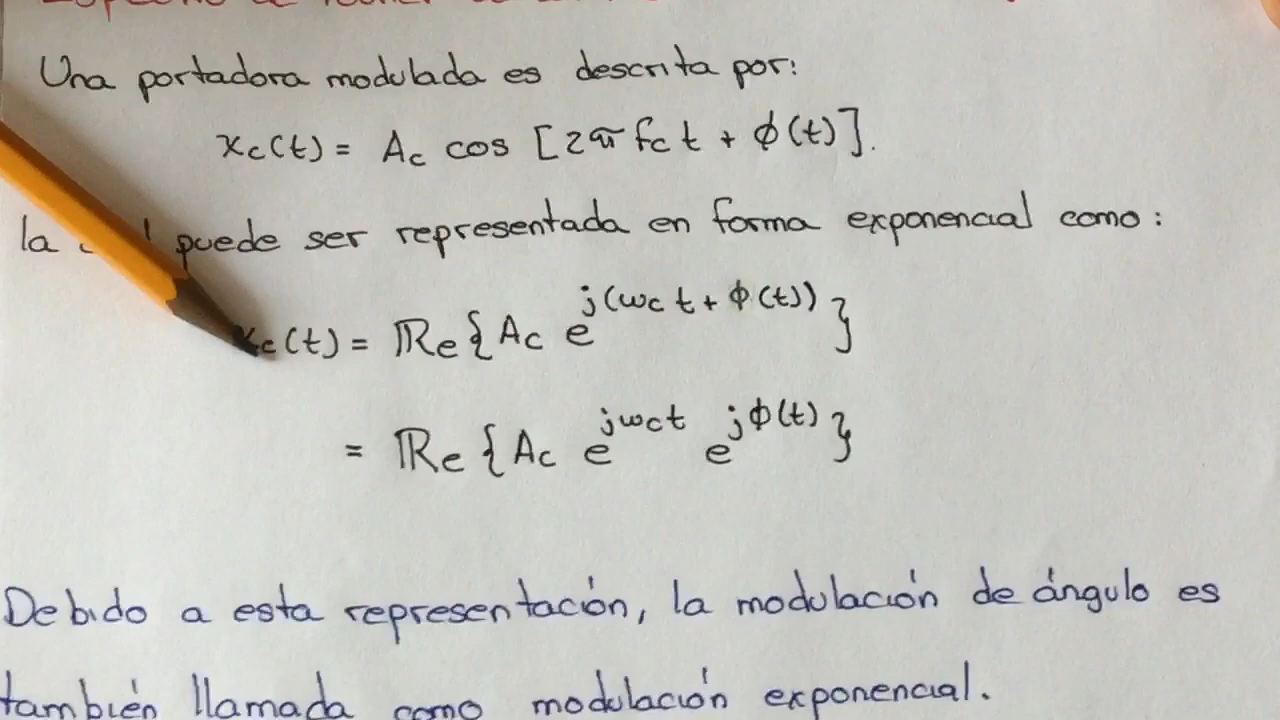 Una portadora modulada es descrita por:
xc(t) = Ac cos [2π fc t + ϕ(t)].
la puede ser representada en forma exponencial como:
xc(t) = ℝe{Ac e^j(ωc t + ϕ(t))}
= ℝe{Ac e^jωct e^jϕ(t)}
Debido a esta representación, la modulación de ángulo es
también llamada como modulación exponencial.